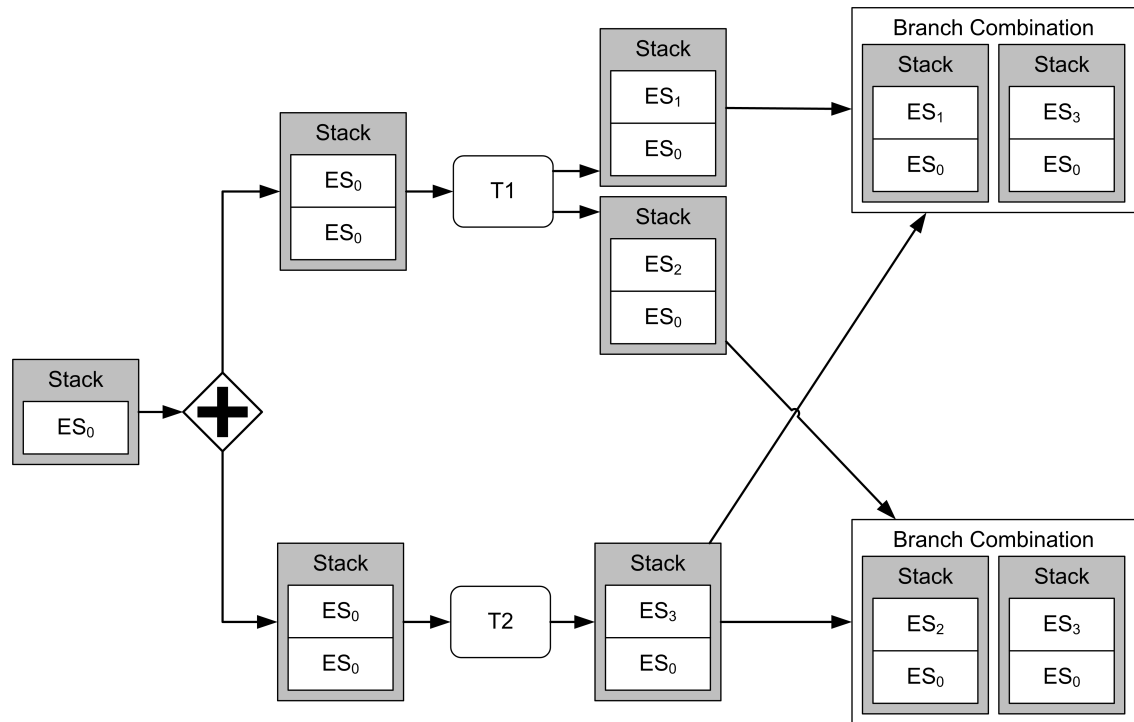 Stack
ES₀
Stack
ES₀
ES₀
T1
Stack
ES₁
ES₀
Stack
ES₂
ES₀
Branch Combination
Stack
ES₁
ES₀
Stack
ES₃
ES₀
Stack
ES₀
ES₀
T2
Stack
ES₃
ES₀
Branch Combination
Stack
ES₂
ES₀
Stack
ES₃
ES₀